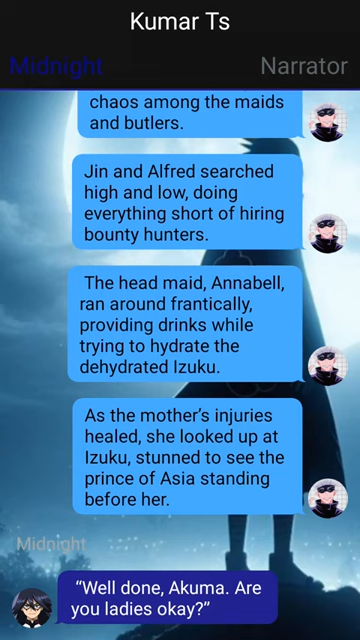 Kumar Ts
Midnight
Narrator
chaos among the maids
and butlers.
Jin and Alfred searched
high and low, doing
everything short of hiring
bounty hunters.
The head maid, Annabell,
ran around frantically,
providing drinks while
trying to hydrate the
dehydrated Izuku.
As the mother’s injuries
healed, she looked up at
Izuku, stunned to see the
prince of Asia standing
before her.
Midnight
“Well done, Akuma. Are
you ladies okay?”